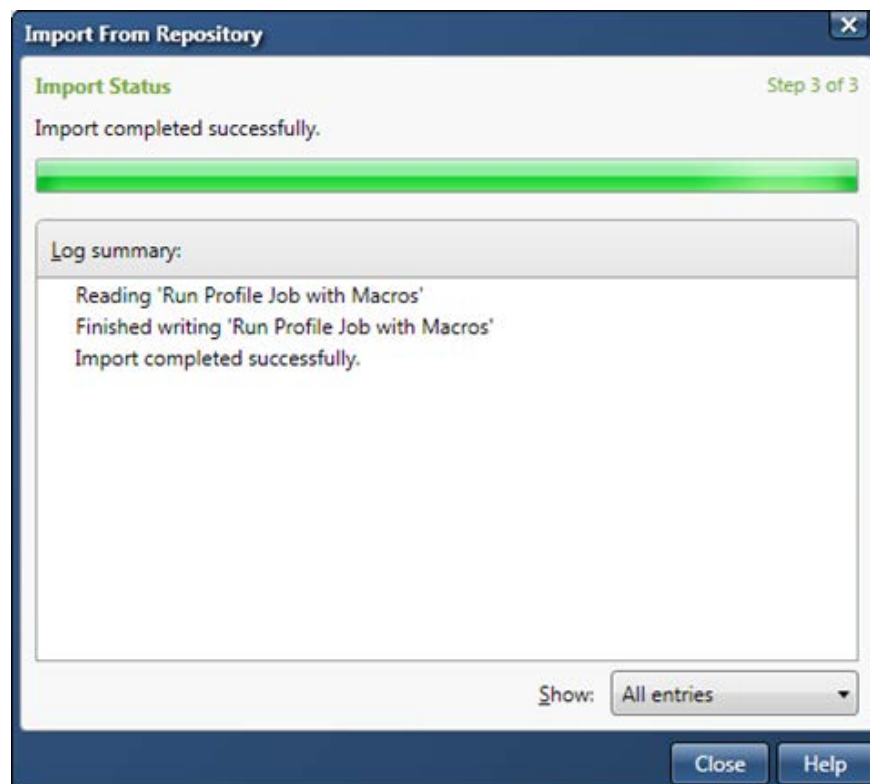 Import From Repository
Import Status
Step 3 of 3
Import completed successfully.
Log summary:
Reading 'Run Profile Job with Macros'
Finished writing 'Run Profile Job with Macros'
Import completed successfully.
Show: All entries
Close Help